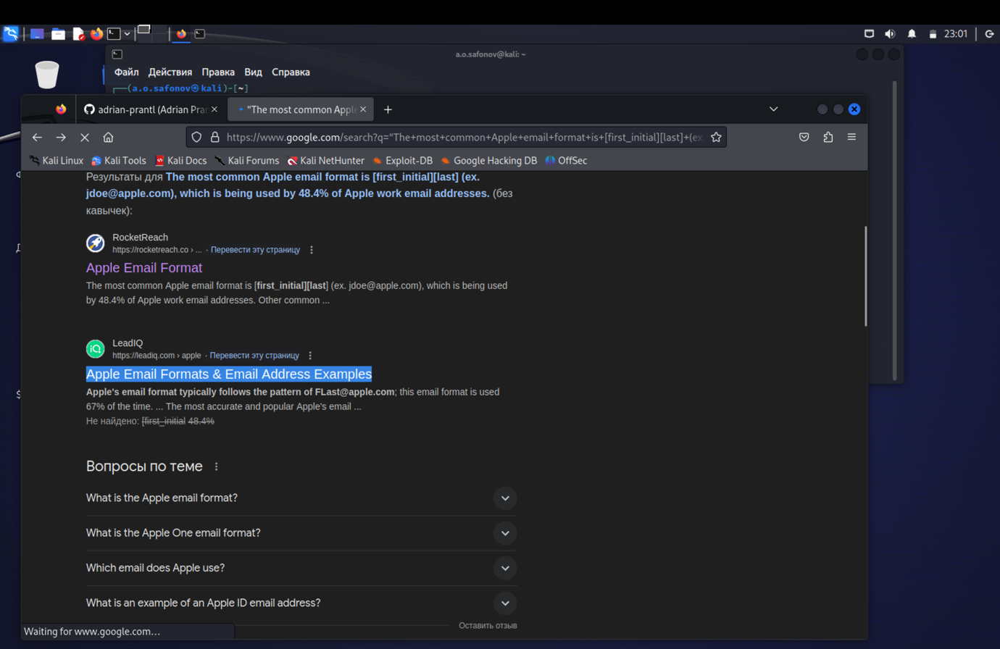 23:01
a.o.safonov@kali: ~
Файл Действия Правка Вид Справка
(a.o.safonov㉿kali)-[~]
adrian-prantl (Adrian Pra
"The most common Apple
https://www.google.com/search?q="The+most+common+Apple+email+format+is+[first_initial][last]+(ex.
Kali Linux Kali Tools Kali Docs Kali Forums Kali NetHunter Exploit-DB Google Hacking DB OffSec
Результаты для The most common Apple email format is [first_initial][last] (ex.
jdoe@apple.com), which is being used by 48.4% of Apple work email addresses. (без
кавычек):
RocketReach
https://rocketreach.co › ... · Перевести эту страницу
Apple Email Format
The most common Apple email format is [first_initial][last] (ex. jdoe@apple.com), which is being used
by 48.4% of Apple work email addresses. Other common ...
iQ
LeadIQ
https://leadiq.com › apple · Перевести эту страницу
Apple Email Formats & Email Address Examples
Apple's email format typically follows the pattern of FLast@apple.com; this email format is used
67% of the time. ... The most accurate and popular Apple's email ...
Не найдено: [first_initial 48.4%
Вопросы по теме
What is the Apple email format?
What is the Apple One email format?
Which email does Apple use?
What is an example of an Apple ID email address?
Оставить отзыв
Waiting for www.google.com…